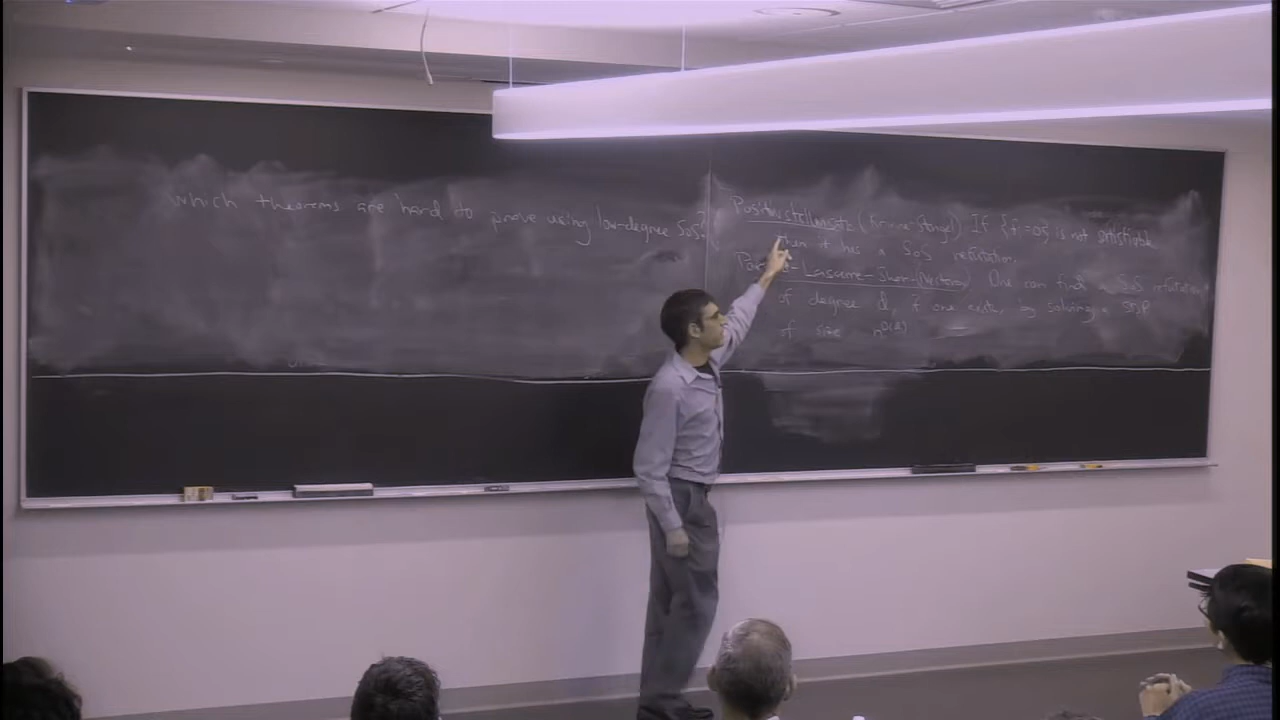 which theorems are hard to prove using low-degree SoS?
Positivstellensatz (Krivine-Stengel) If {f_i=0} is not satisfiable
then it has a SoS refutation.
-Lasserre-Shor-Nesterov) One can find a SoS refutation
of degree d, if one exists, by solving a SDP
of size n^O(d)